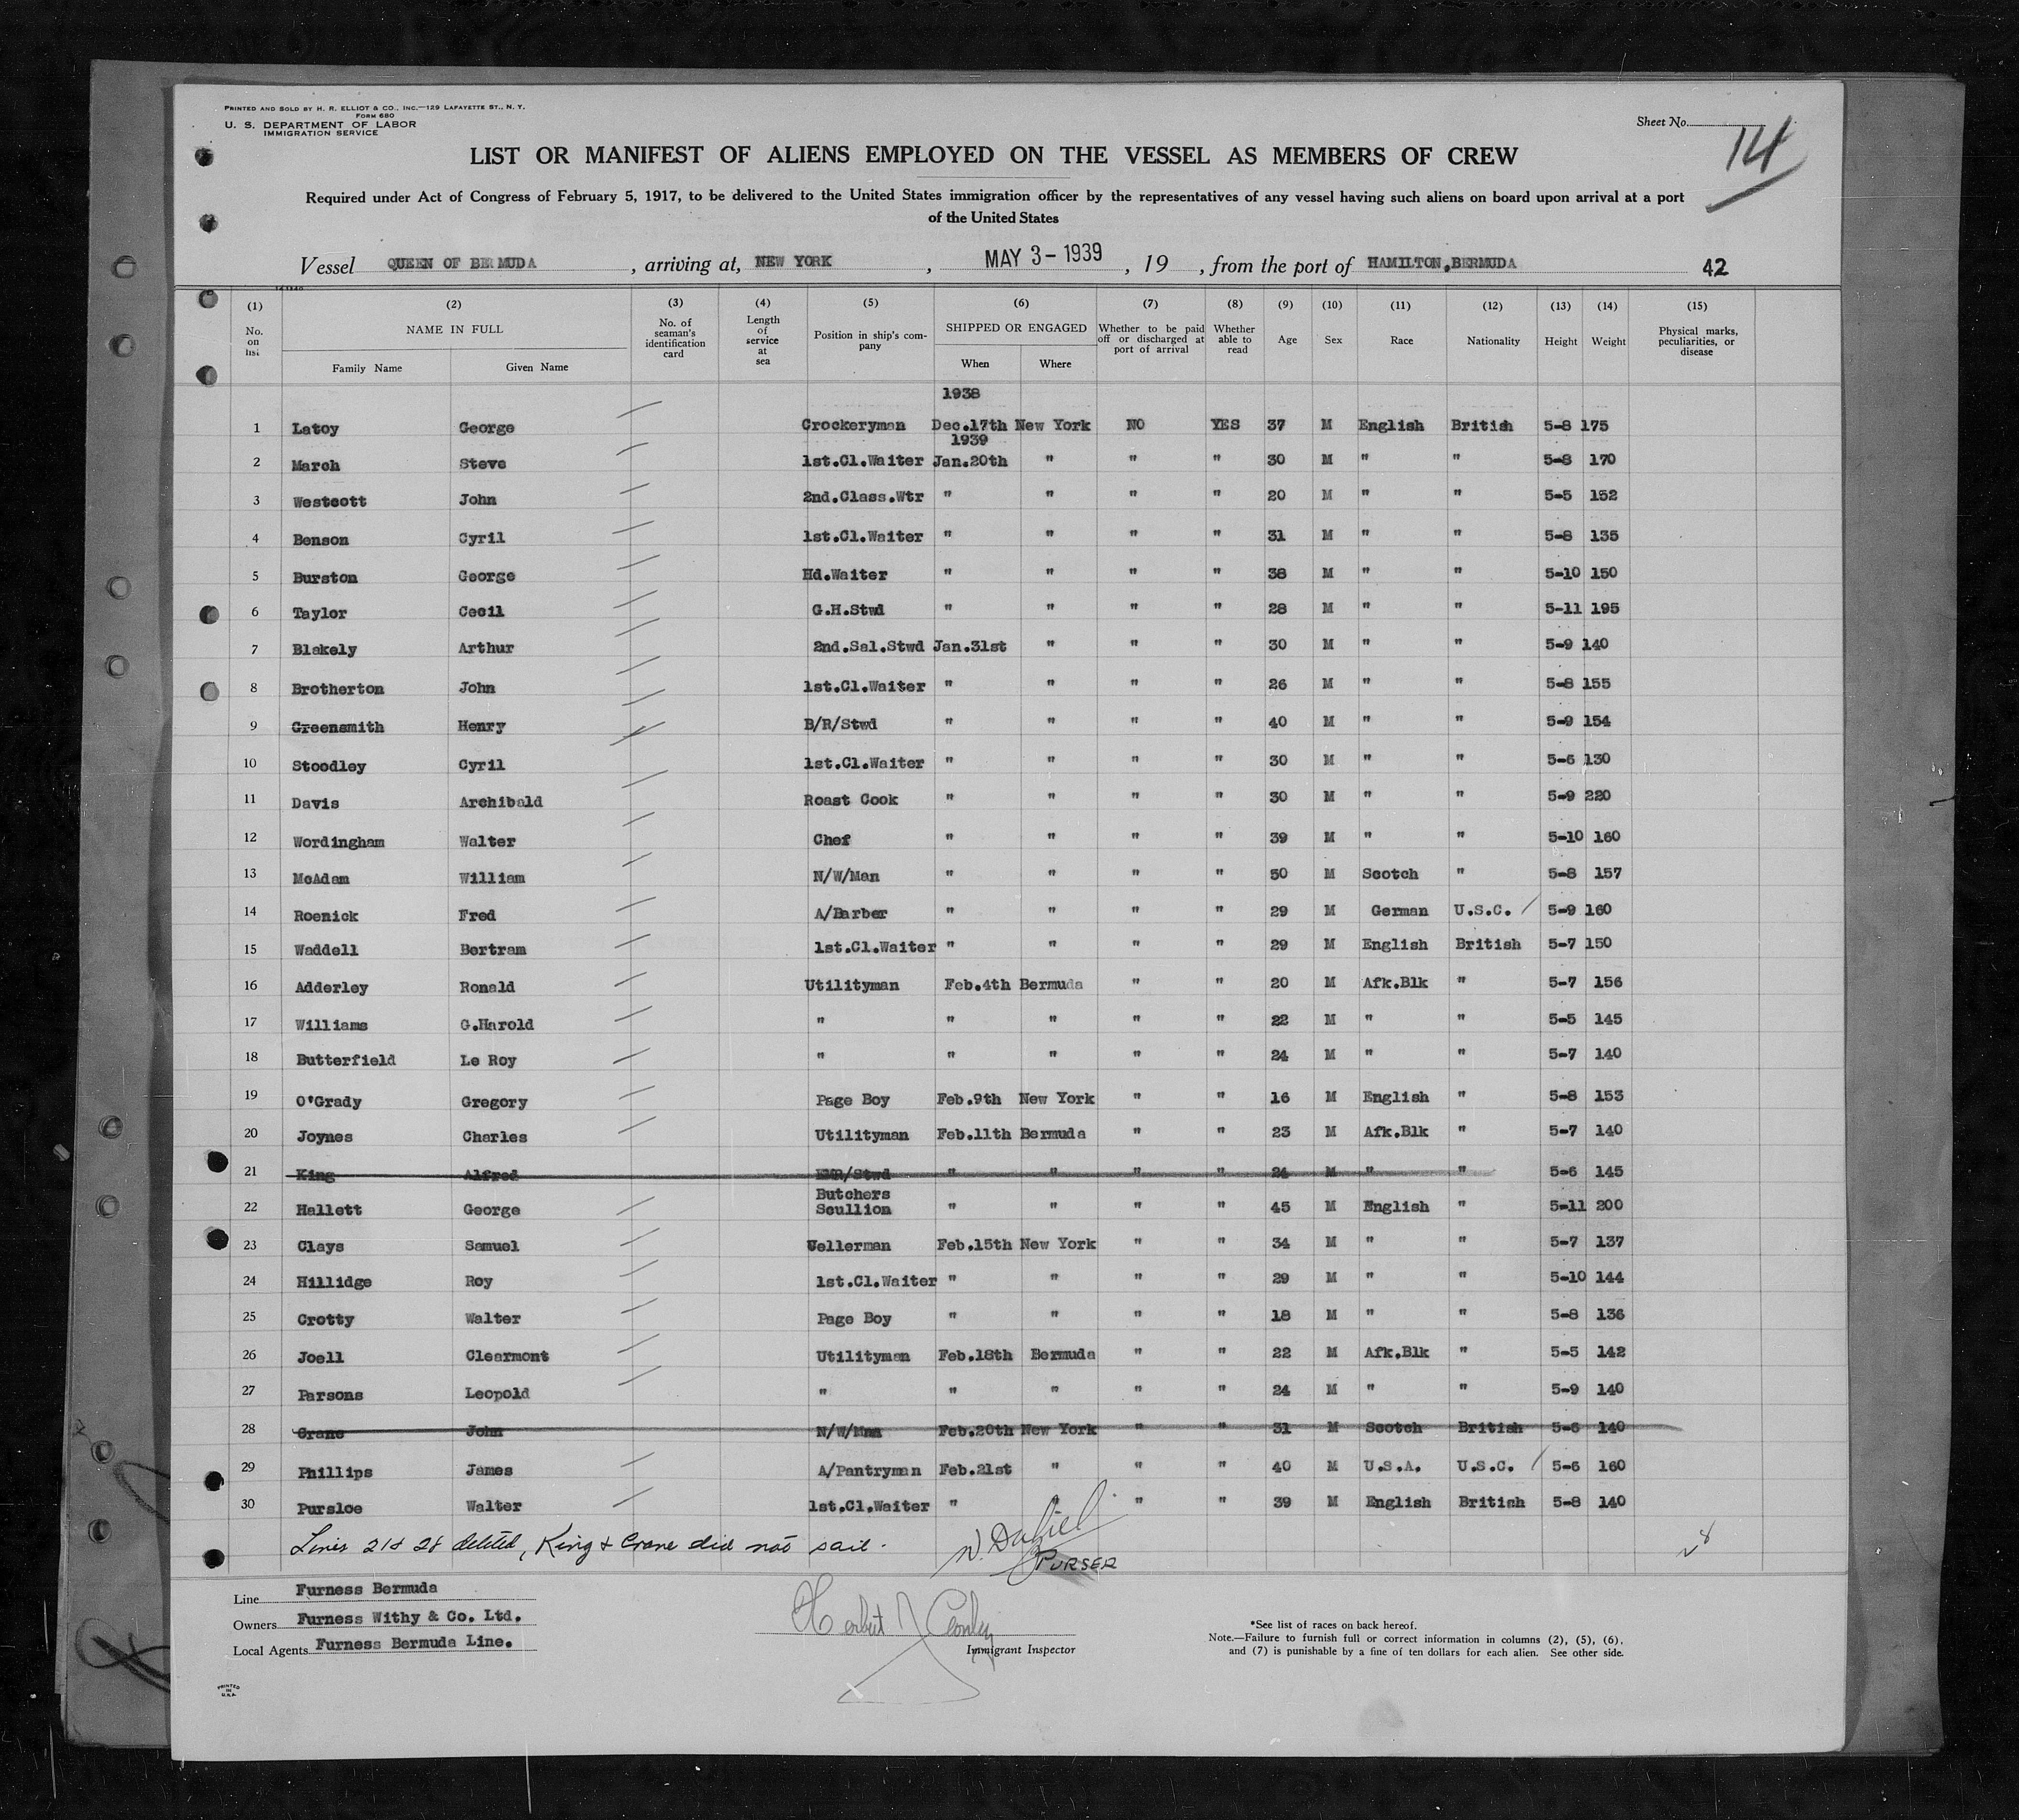 PRINTED AND SOLD BY H. R. ELLIOT & CO., INC.—129 LAFAYETTE ST., N. Y.
FORM 680
U. S. DEPARTMENT OF LABOR
IMMIGRATION SERVICE
Sheet No. 14
LIST OR MANIFEST OF ALIENS EMPLOYED ON THE VESSEL AS MEMBERS OF CREW
Required under Act of Congress of February 5, 1917, to be delivered to the United States immigration officer by the representatives of any vessel having such aliens on board upon arrival at a port
of the United States
Vessel QUEEN OF BERMUDA, arriving at, NEW YORK, MAY 3-1939, 19 , from the port of HAMILTON,BERMUDA 42
(1) (2) (3) (4) (5) (6) (7) (8) (9) (10) (11) (12) (13) (14) (15)
No. on list NAME IN FULL Family Name Given Name No. of seaman's identification card Length of service at sea Position in ship's company SHIPPED OR ENGAGED When Where Whether to be paid off or discharged at port of arrival Whether able to read Age Sex Race Nationality Height Weight Physical marks, peculiarities, or disease
1938
1 Latoy George Crockeryman Dec.17th New York NO YES 37 M English British 5-8 175
1939
2 March Steve 1st.Cl.Waiter Jan.20th " " " 30 M " " 5-8 170
3 Westcott John 2nd.Class.Wtr " " " " 20 M " " 5-5 152
4 Benson Cyril 1st.Cl.Waiter " " " " 31 M " " 5-8 135
5 Burston George Hd.Waiter " " " " 38 M " " 5-10 150
6 Taylor Cecil G.H.Stwd " " " " 28 M " " 5-11 195
7 Blakely Arthur 2nd.Sal.Stwd Jan.31st " " " 30 M " " 5-9 140
8 Brotherton John 1st.Cl.Waiter " " " " 26 M " " 5-8 155
9 Greensmith Henry B/R/Stwd " " " " 40 M " " 5-9 154
10 Stoodley Cyril 1st.Cl.Waiter " " " " 30 M " " 5-6 130
11 Davis Archibald Roast Cook " " " " 30 M " " 5-9 220
12 Wordingham Walter Chef " " " " 39 M " " 5-10 160
13 McAdam William N/W/Man " " " " 50 M Scotch " 5-8 157
14 Roenick Fred A/Barber " " " " 29 M German U.S.C. 5-9 160
15 Waddell Bertram 1st.Cl.Waiter " " " " 29 M English British 5-7 150
16 Adderley Ronald Utilityman Feb.4th Bermuda " " 20 M Afk.Blk " 5-7 156
17 Williams G.Harold " " " " " 22 M " " 5-5 145
18 Butterfield Le Roy " " " " " 24 M " " 5-7 140
19 O'Grady Gregory Page Boy Feb.9th New York " " 16 M English " 5-8 153
20 Joynes Charles Utilityman Feb.11th Bermuda " " 23 M Afk.Blk " 5-7 140
21 King Alfred /Stwd " " " " 24 M " " 5-6 145
22 Hallett George Butchers Scullion " " " " 45 M English " 5-11 200
23 Clays Samuel Uellerman Feb.15th New York " " 34 M " " 5-7 137
24 Hillidge Roy 1st.Cl.Waiter " " " " 29 M " " 5-10 144
25 Crotty Walter Page Boy " " " " 18 M " " 5-8 136
26 Joell Clearmont Utilityman Feb.18th Bermuda " " 22 M Afk.Blk " 5-5 142
27 Parsons Leopold " " " " " 24 M " " 5-9 140
28 Crane John N/W/Man Feb.20th New York " " 31 M Scotch British 5-6 140
29 Phillips James A/Pantryman Feb.21st " " " 40 M U.S.A. U.S.C. 5-6 160
30 Pursloe Walter 1st.Cl.Waiter " " " 39 M English British 5-8 140
Lines 21 & 28 deleted, King & Crane did not sail.
N. Dalziel
PURSER
28
Line Furness Bermuda
Owners Furness Withy & Co. Ltd.
Local Agents Furness Bermuda Line.
Herbert
Immigrant Inspector
*See list of races on back hereof.
Note.—Failure to furnish full or correct information in columns (2), (5), (6),
and (7) is punishable by a fine of ten dollars for each alien. See other side.
PRINTED
IN
U.S.A.